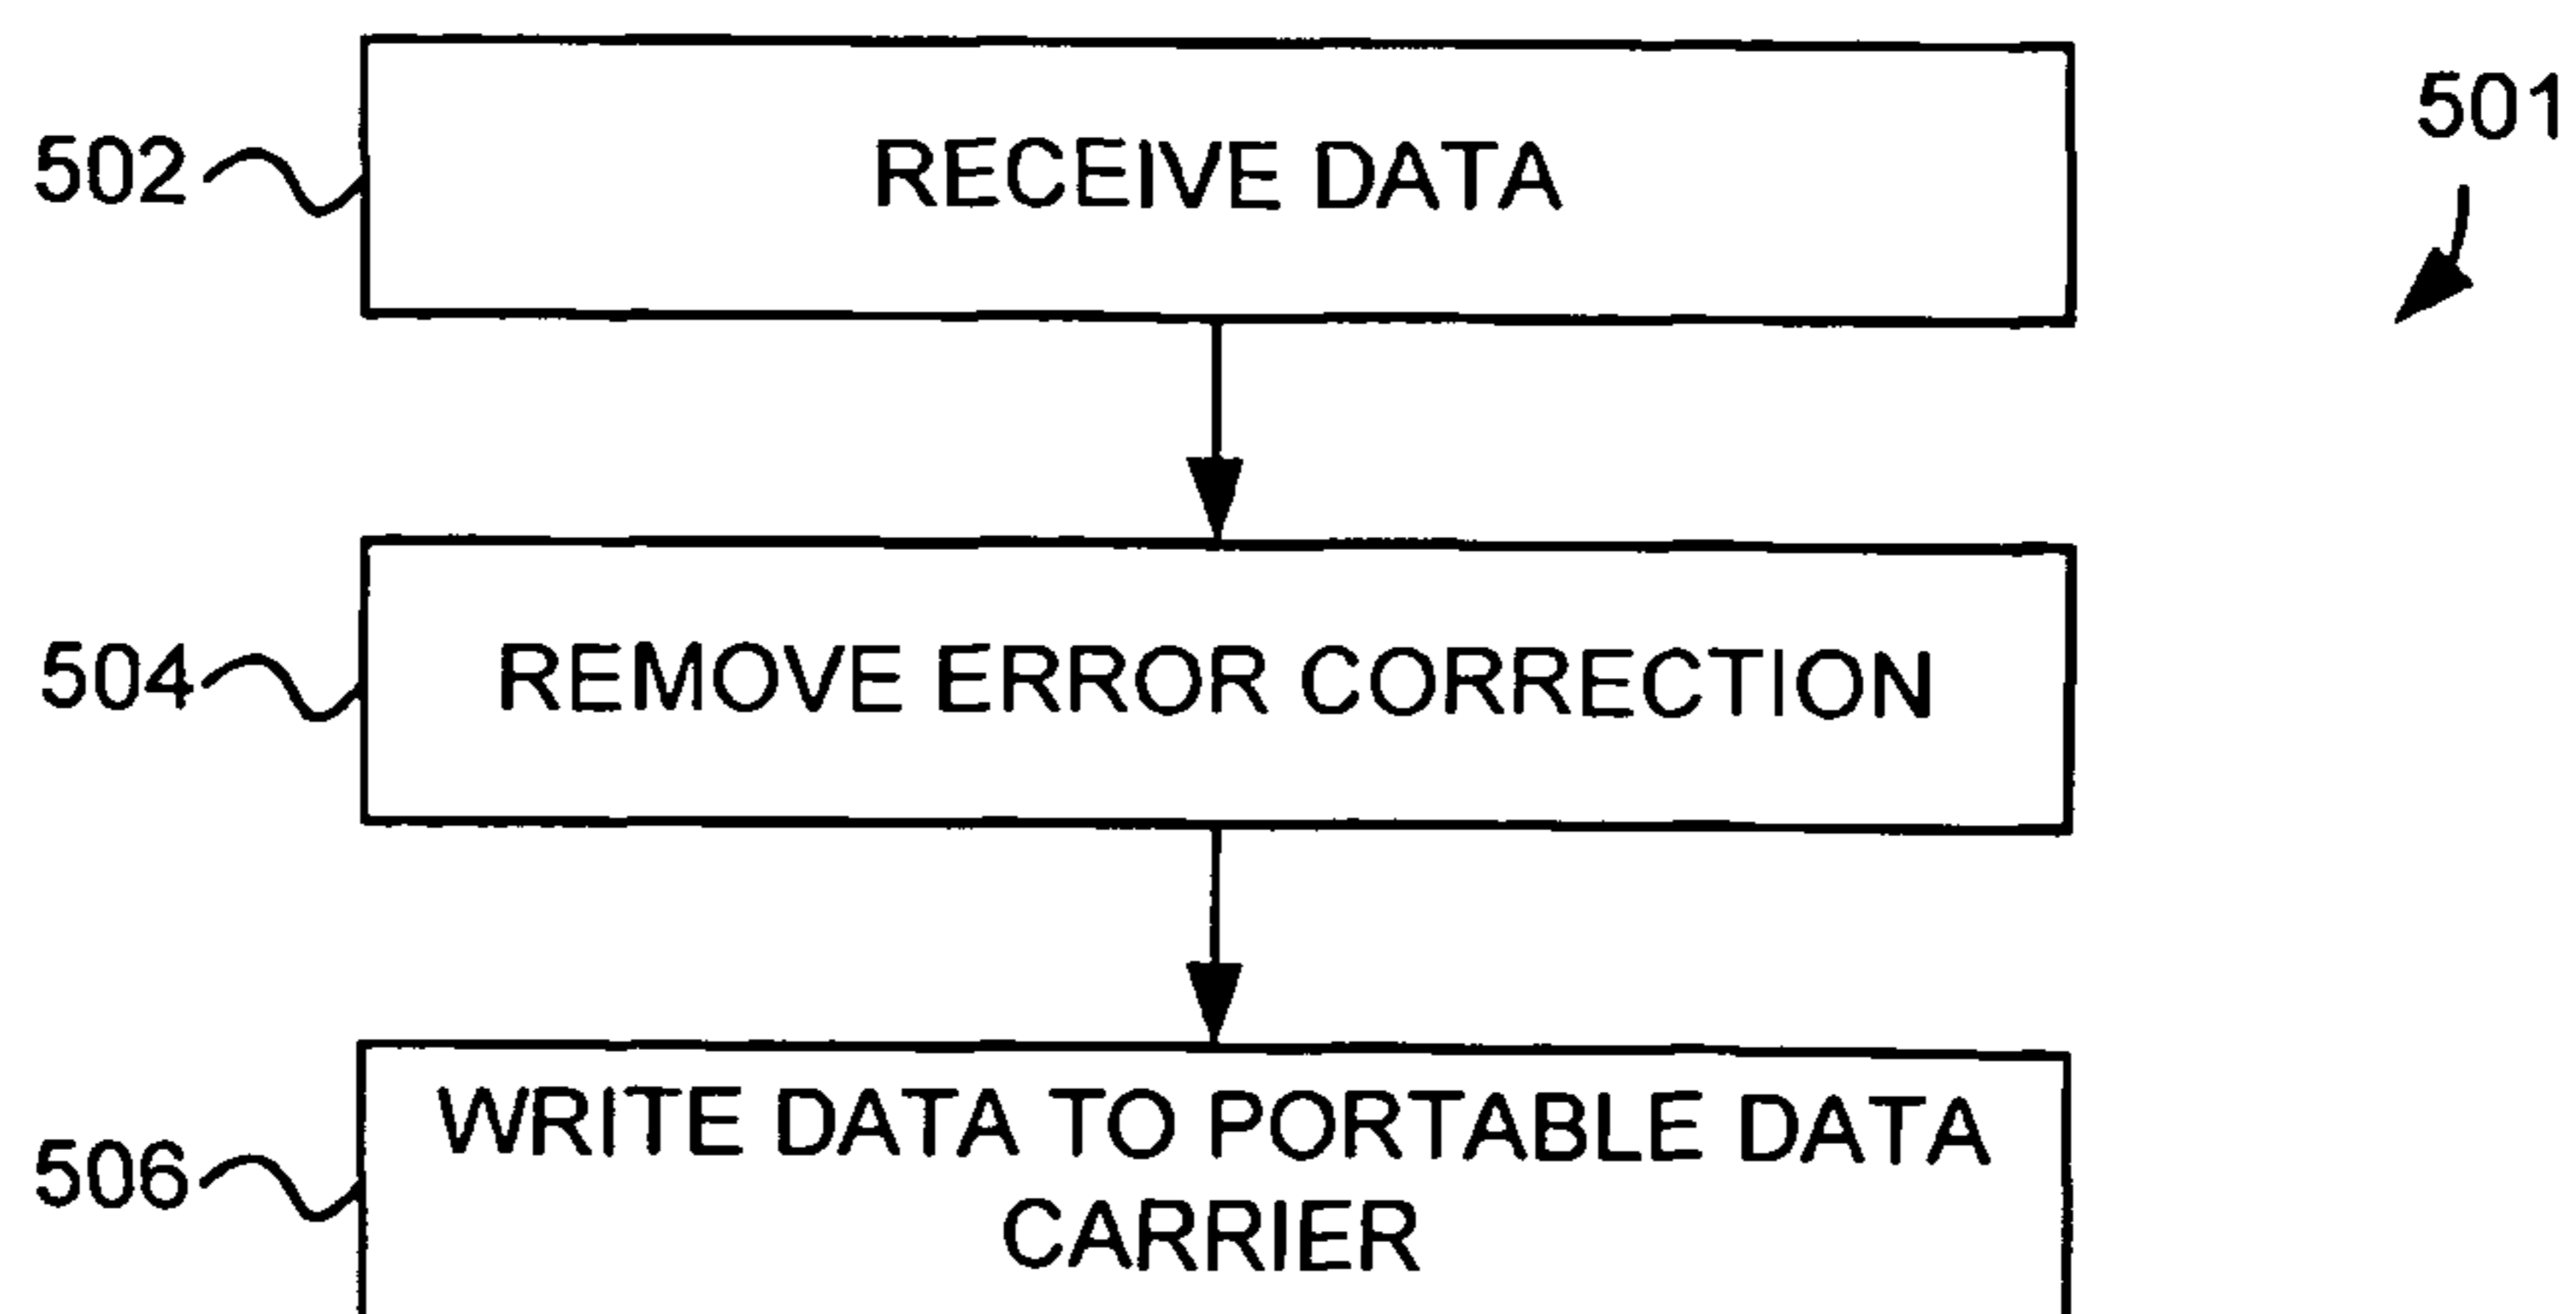 501
502
RECEIVE DATA
504
REMOVE ERROR CORRECTION
506
WRITE DATA TO PORTABLE DATA
CARRIER